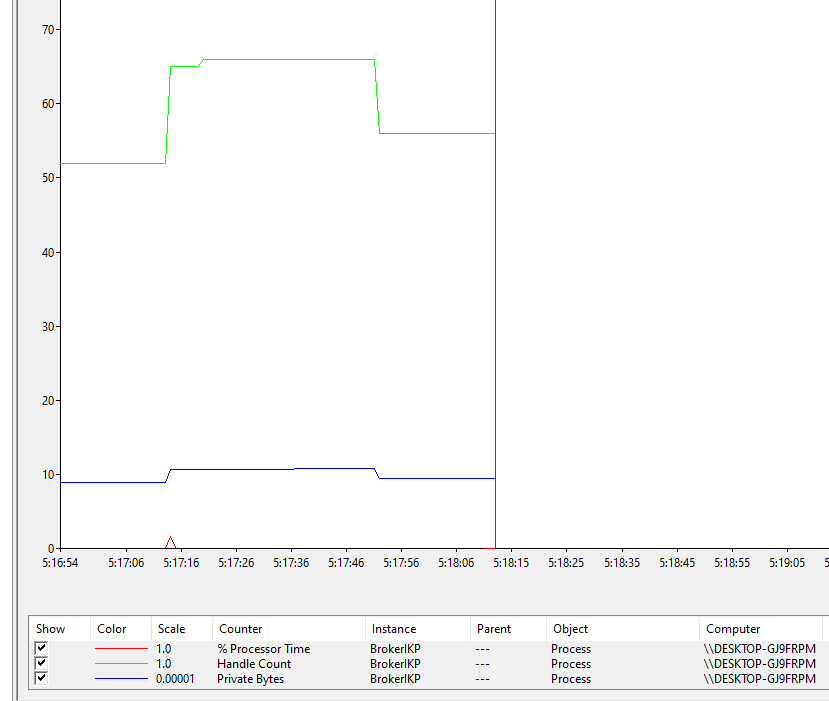 70
60
50
40
30
20
10
0
5:16:54 5:17:06 5:17:16 5:17:26 5:17:36 5:17:46 5:17:56 5:18:06 5:18:15 5:18:25 5:18:35 5:18:45 5:18:55 5:19:05 5
Show Color Scale Counter Instance Parent Object Computer
1.0 % Processor Time BrokerIKP --- Process \\DESKTOP-GJ9FRPM
1.0 Handle Count BrokerIKP --- Process \\DESKTOP-GJ9FRPM
0.00001 Private Bytes BrokerIKP --- Process \\DESKTOP-GJ9FRPM